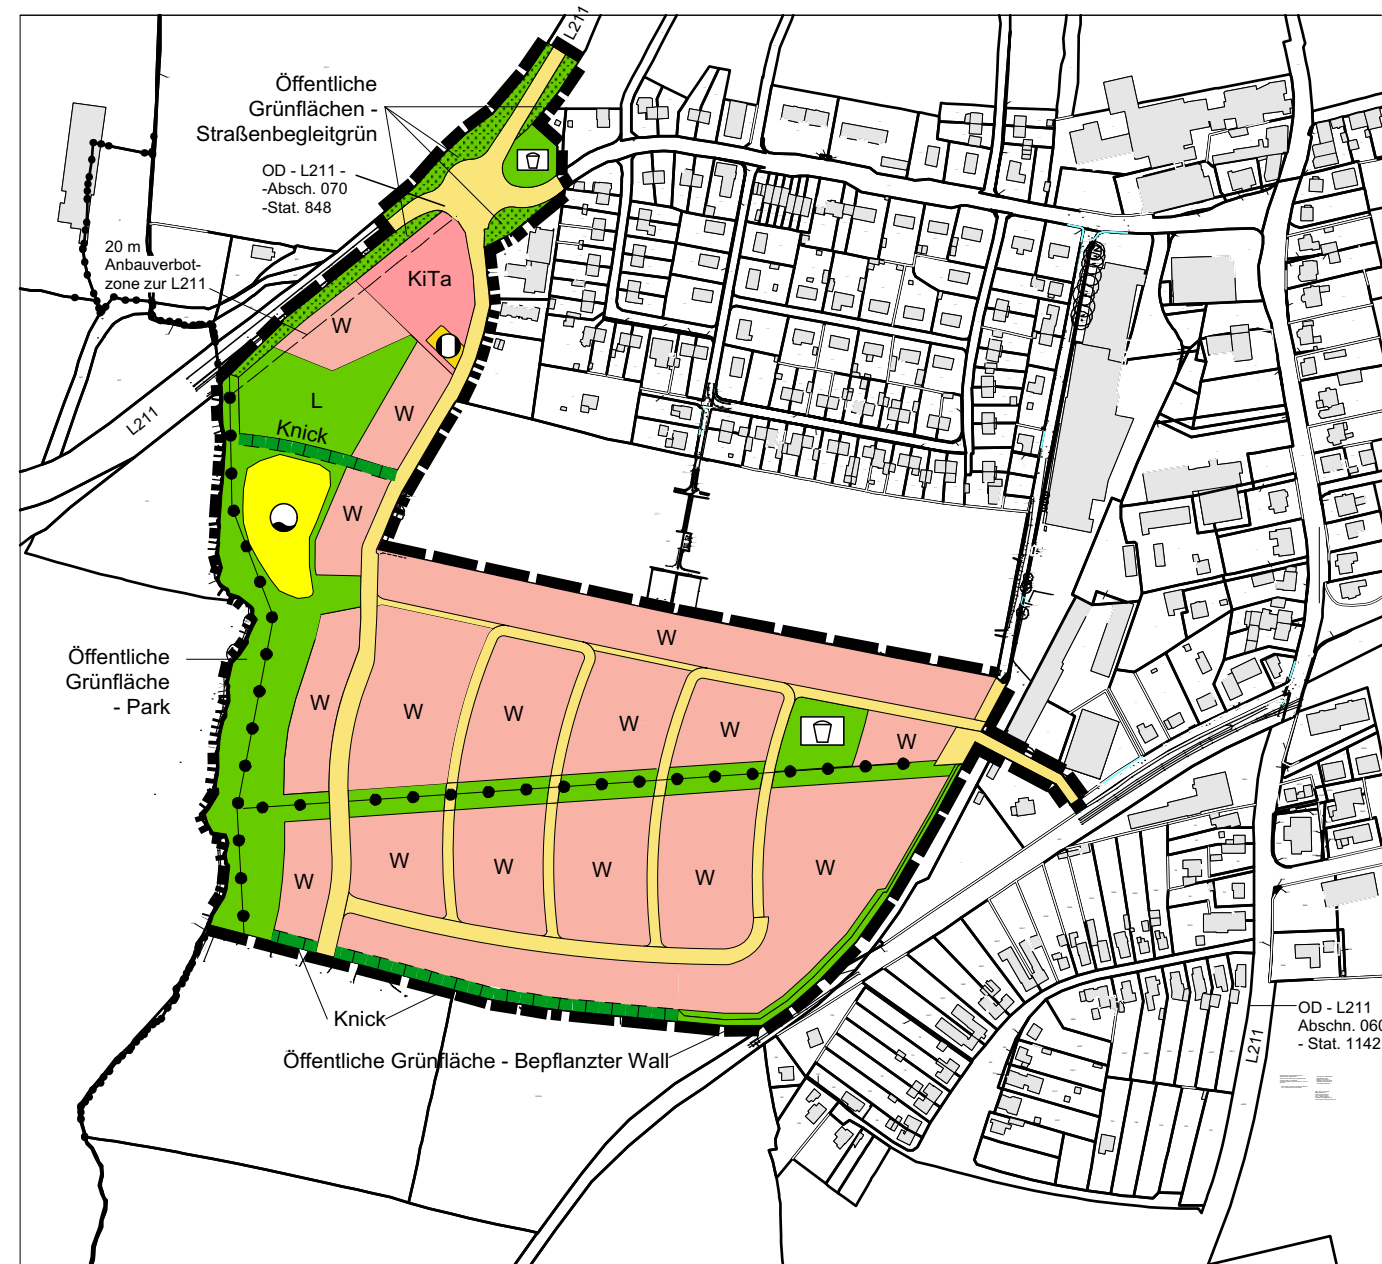 L211
Öffentliche
Grünflächen -
Straßenbegleitgrün
OD - L211 -
-Absch. 070
-Stat. 848
20 m
Anbauverbot-
zone zur L211
KiTa
W
L211
L
W
Knick
W
W
Öffentliche
Grünfläche
- Park
W
W
W
W
W
W
W
W
W
W
W
W
W
Knick
Öffentliche Grünfläche - Bepflanzter Wall
L211
OD - L211
Abschn. 060
- Stat. 1142